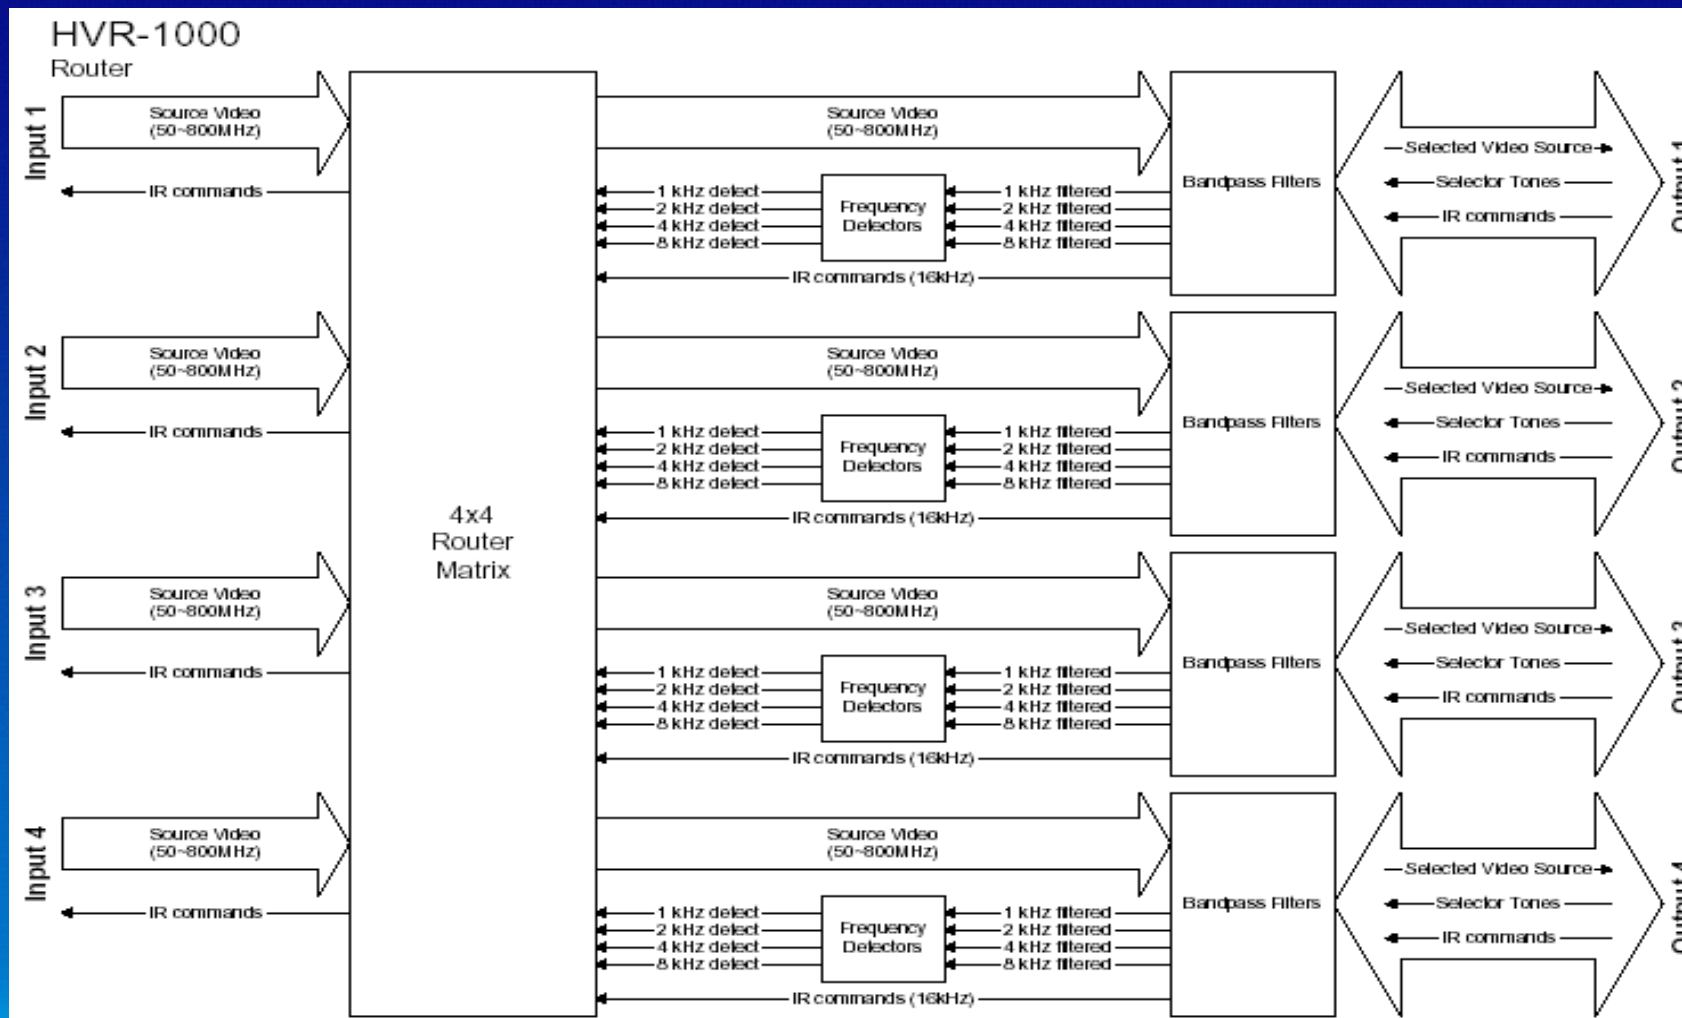 HVR-1000
Router
Input 1
Source Video
(50~800MHz)
IR commands
Source Video
(50~800MHz)
1 kHz detect
2 kHz detect
4 kHz detect
8 kHz detect
Frequency
Detectors
1 kHz filtered
2 kHz filtered
4 kHz filtered
8 kHz filtered
IR commands (16kHz)
Bandpass Filters
Selected Video Source
Selector Tones
IR commands
Output 1
Input 2
Source Video
(50~800MHz)
IR commands
Source Video
(50~800MHz)
1 kHz detect
2 kHz detect
4 kHz detect
8 kHz detect
Frequency
Detectors
1 kHz filtered
2 kHz filtered
4 kHz filtered
8 kHz filtered
IR commands (16kHz)
Bandpass Filters
Selected Video Source
Selector Tones
IR commands
Output 2
4x4
Router
Matrix
Input 3
Source Video
(50~800MHz)
IR commands
Source Video
(50~800MHz)
1 kHz detect
2 kHz detect
4 kHz detect
8 kHz detect
Frequency
Detectors
1 kHz filtered
2 kHz filtered
4 kHz filtered
8 kHz filtered
IR commands (16kHz)
Bandpass Filters
Selected Video Source
Selector Tones
IR commands
Output 3
Input 4
Source Video
(50~800MHz)
IR commands
Source Video
(50~800MHz)
1 kHz detect
2 kHz detect
4 kHz detect
8 kHz detect
Frequency
Detectors
1 kHz filtered
2 kHz filtered
4 kHz filtered
8 kHz filtered
IR commands (16kHz)
Bandpass Filters
Selected Video Source
Selector Tones
IR commands
Output 4